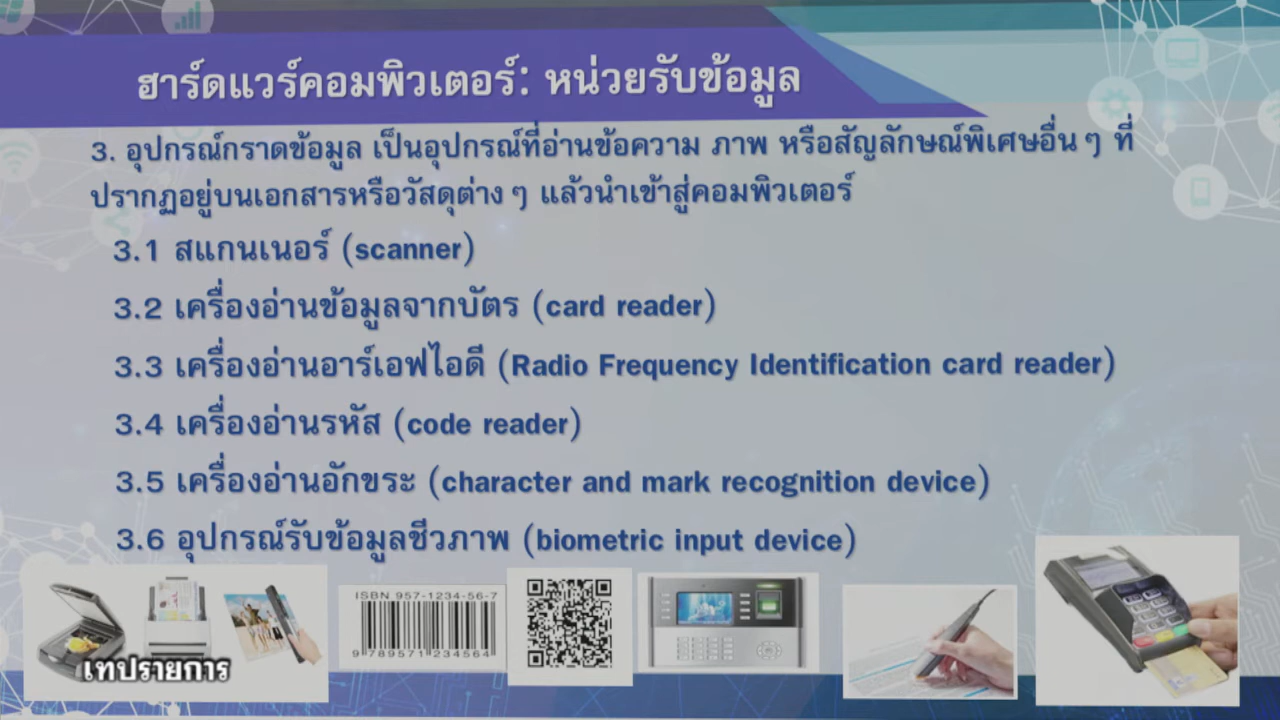 ฮาร์ดแวร์คอมพิวเตอร์: หน่วยรับข้อมูล
3. อุปกรณ์กราดข้อมูล เป็นอุปกรณ์ที่อ่านข้อความ ภาพ หรือสัญลักษณ์พิเศษอื่น ๆ ที่
ปรากฏอยู่บนเอกสารหรือวัสดุต่าง ๆ แล้วนำเข้าสู่คอมพิวเตอร์
3.1 สแกนเนอร์ (scanner)
3.2 เครื่องอ่านข้อมูลจากบัตร (card reader)
3.3 เครื่องอ่านอาร์เอฟไอดี (Radio Frequency Identification card reader)
3.4 เครื่องอ่านรหัส (code reader)
3.5 เครื่องอ่านอักขระ (character and mark recognition device)
3.6 อุปกรณ์รับข้อมูลชีวภาพ (biometric input device)
ISBN 957-1234-56-7
9 789571 234564
เทปรายการ